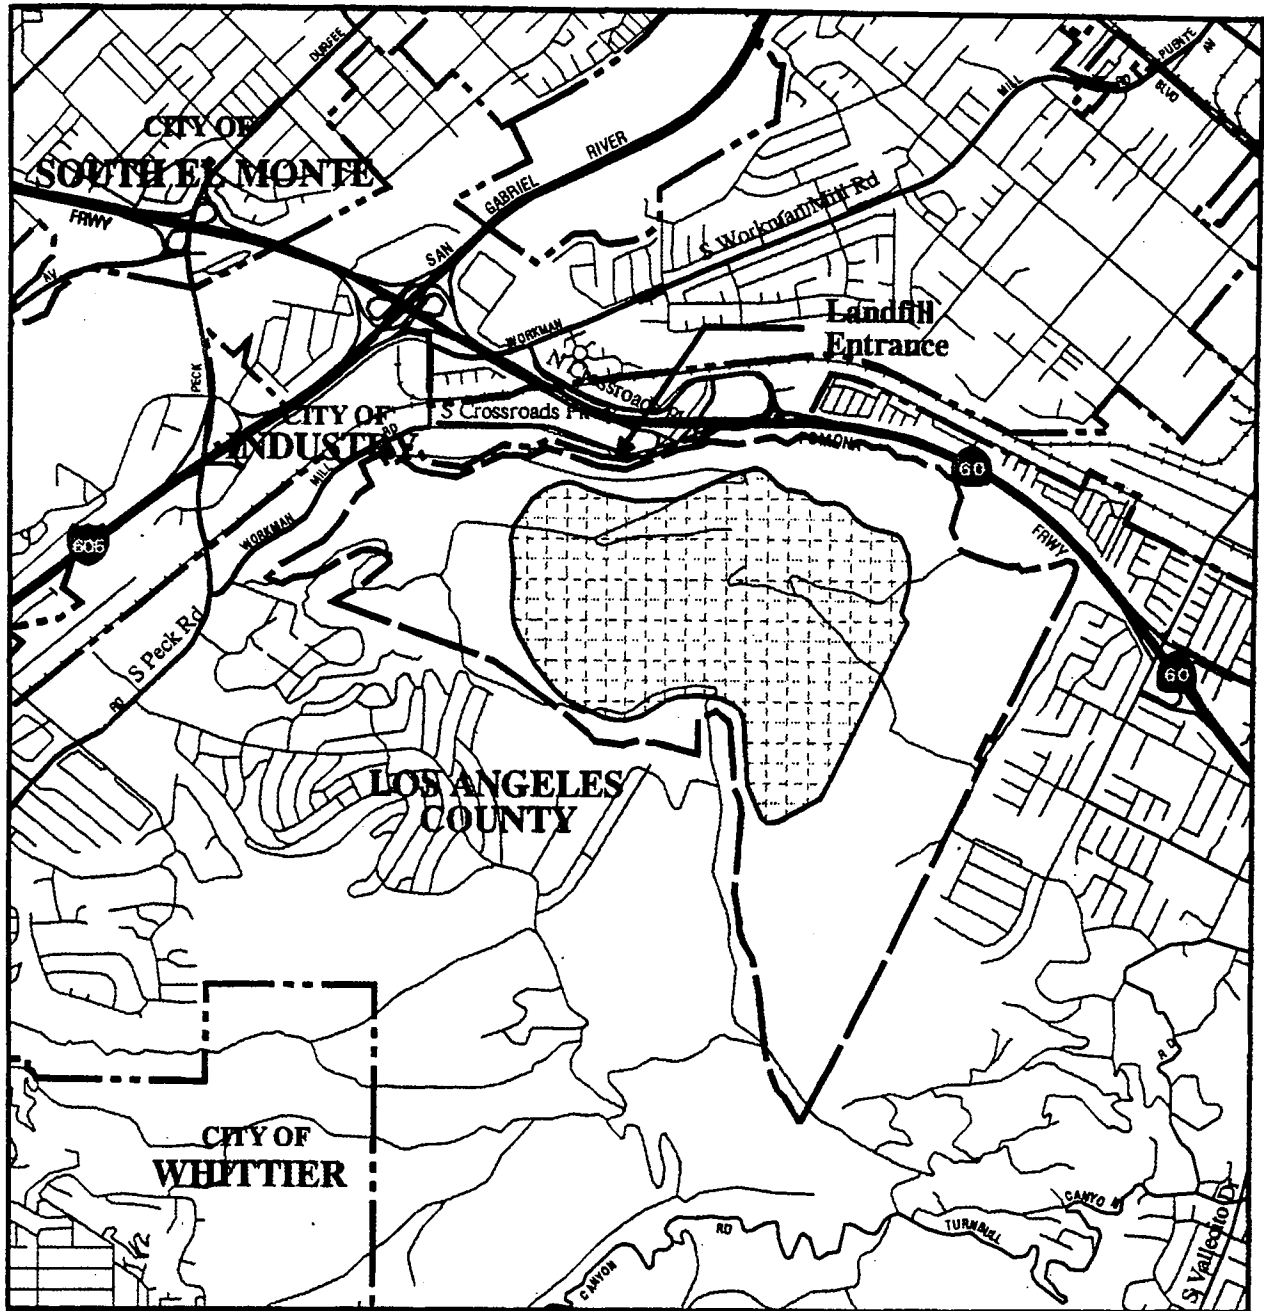 DURFEE
PUENTE
AV
BLVD
MILL
RD
CITY OF
SOUTH EL MONTE
RIVER
GABRIEL
SAN
FRWY
AV
S Workman Mill Rd
Landfill
Entrance
WORKMAN
N Crossroads
PECK
CITY OF
INDUSTRY
S Crossroads
RD
MILL
WORKMAN
POMONA
60
605
FRWY
S Peck Rd
RD
60
LOS ANGELES
COUNTY
RD
CITY OF
WHITTIER
CANYON
TURNBULL
RD
CANYON
S Vallecito Dr